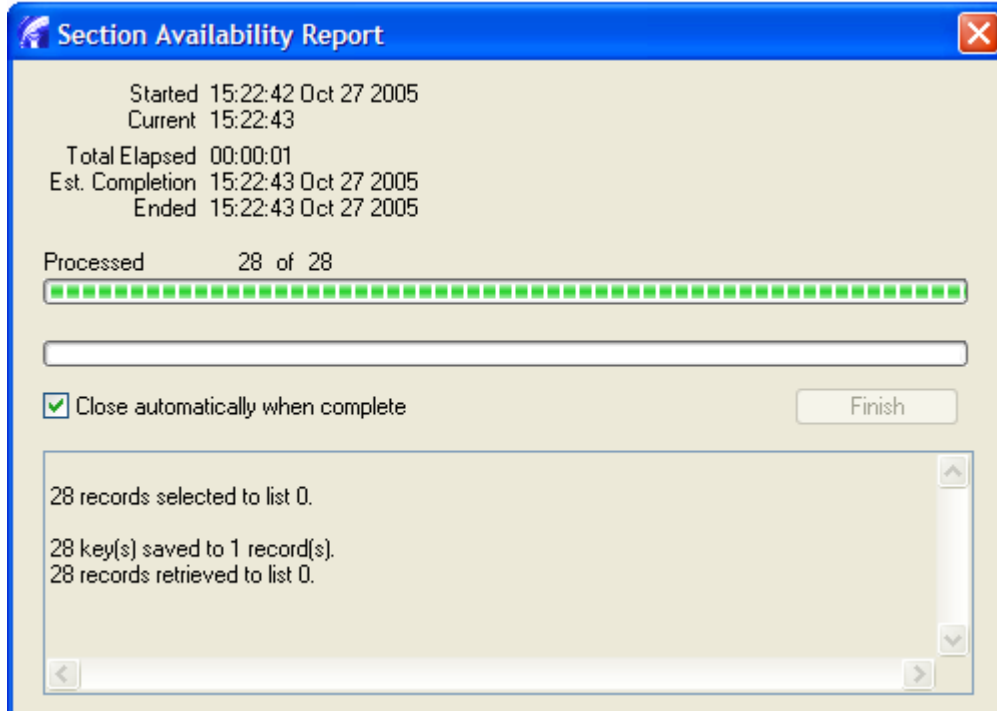 Section Availability Report
Started 15:22:42 Oct 27 2005
Current 15:22:43
Total Elapsed 00:00:01
Est. Completion 15:22:43 Oct 27 2005
Ended 15:22:43 Oct 27 2005
Processed 28 of 28
Close automatically when complete
Finish
28 records selected to list 0.
28 key(s) saved to 1 record(s).
28 records retrieved to list 0.